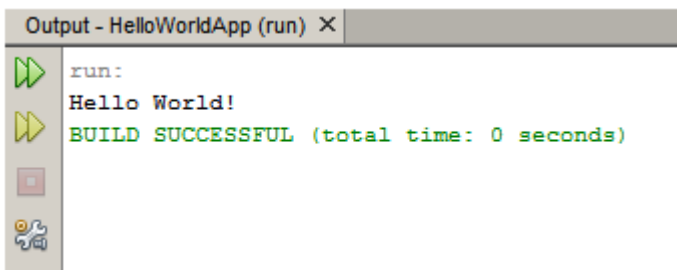 Output - HelloWorldApp (run)
run:
Hello World!
BUILD SUCCESSFUL (total time: 0 seconds)